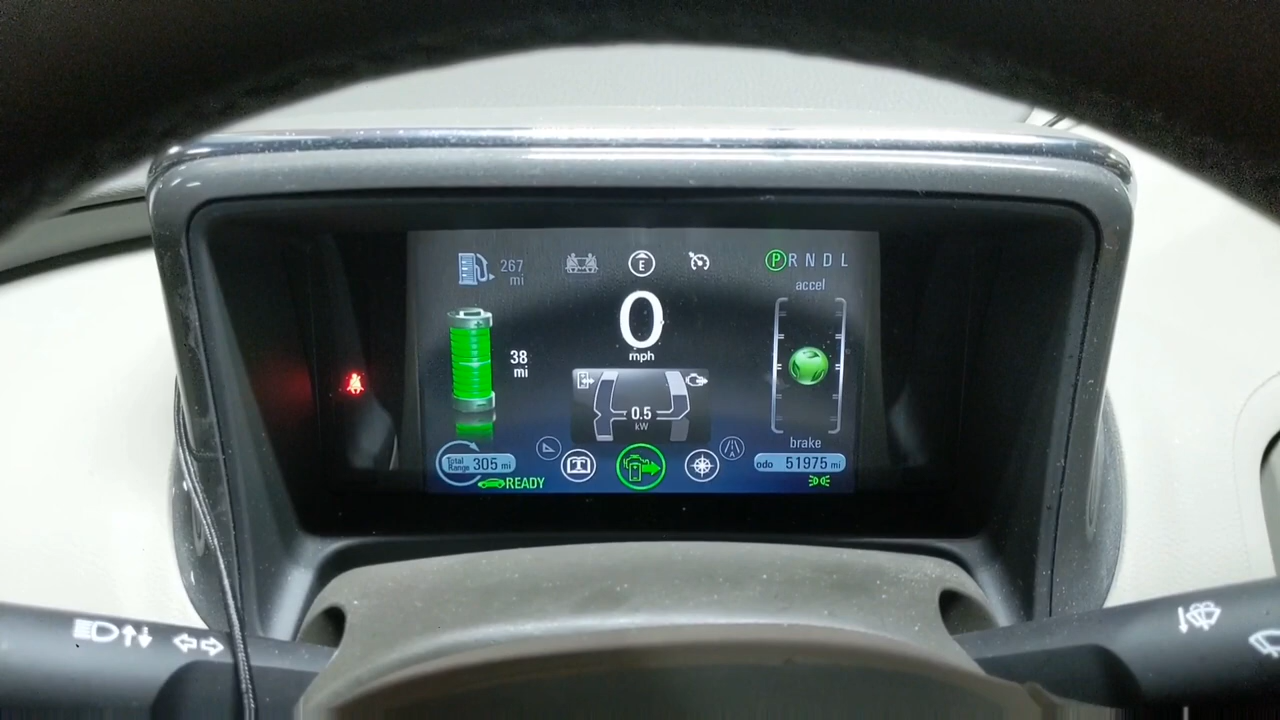 267
mi
E
P R N D L
accel
0
mph
38
mi
0.5
kW
brake
Total
Range 305 mi
odo 51975 mi
READY